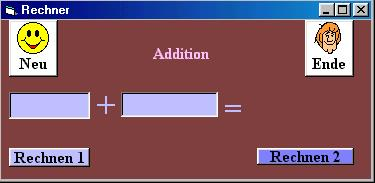 Rechner
Neu
Addition
Ende
+ =
Rechnen 1
Rechnen 2